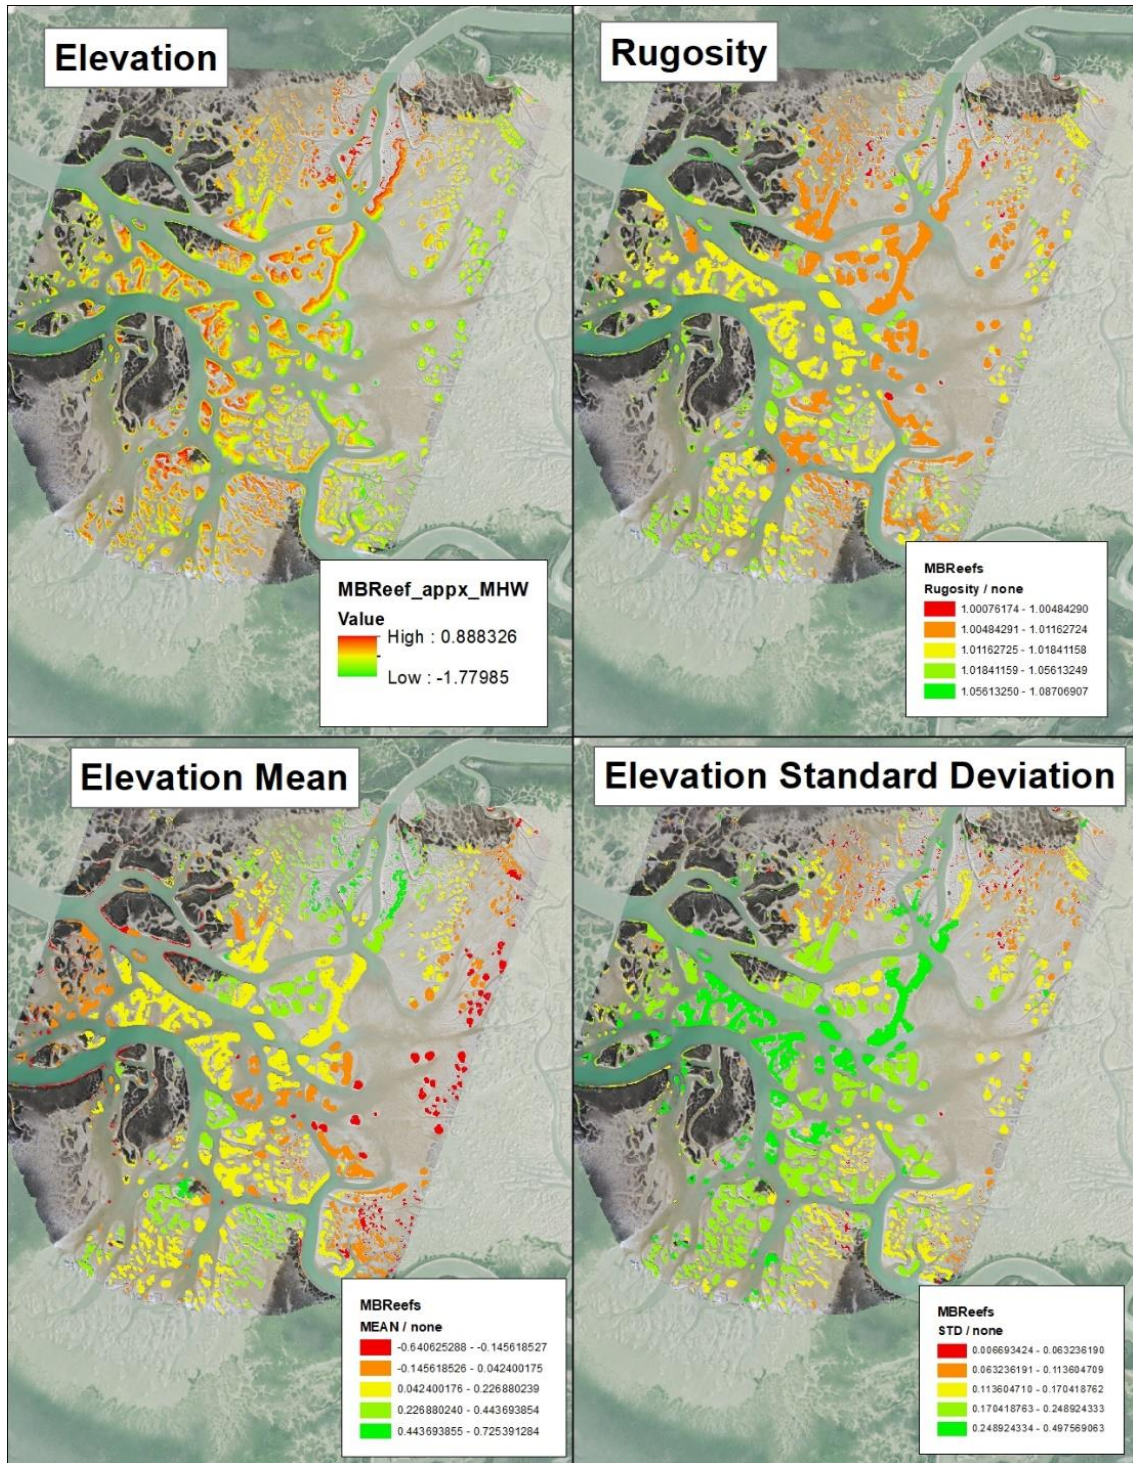 Elevation
Rugosity
MBReef_appx_MHW
Value
High : 0.888326
Low : -1.77985
MBReefs
Rugosity / none
1.00076174 - 1.00484290
1.00484291 - 1.01162724
1.01162725 - 1.01841158
1.01841159 - 1.05613249
1.05613250 - 1.08706907
Elevation Mean
Elevation Standard Deviation
MBReefs
MEAN / none
-0.640625288 - -0.145618527
-0.145618526 - 0.042400175
0.042400176 - 0.226880239
0.226880240 - 0.443693854
0.443693855 - 0.725391284
MBReefs
STD / none
0.006693424 - 0.063236190
0.063236191 - 0.113604709
0.113604710 - 0.170418762
0.170418763 - 0.248924333
0.248924334 - 0.497569063